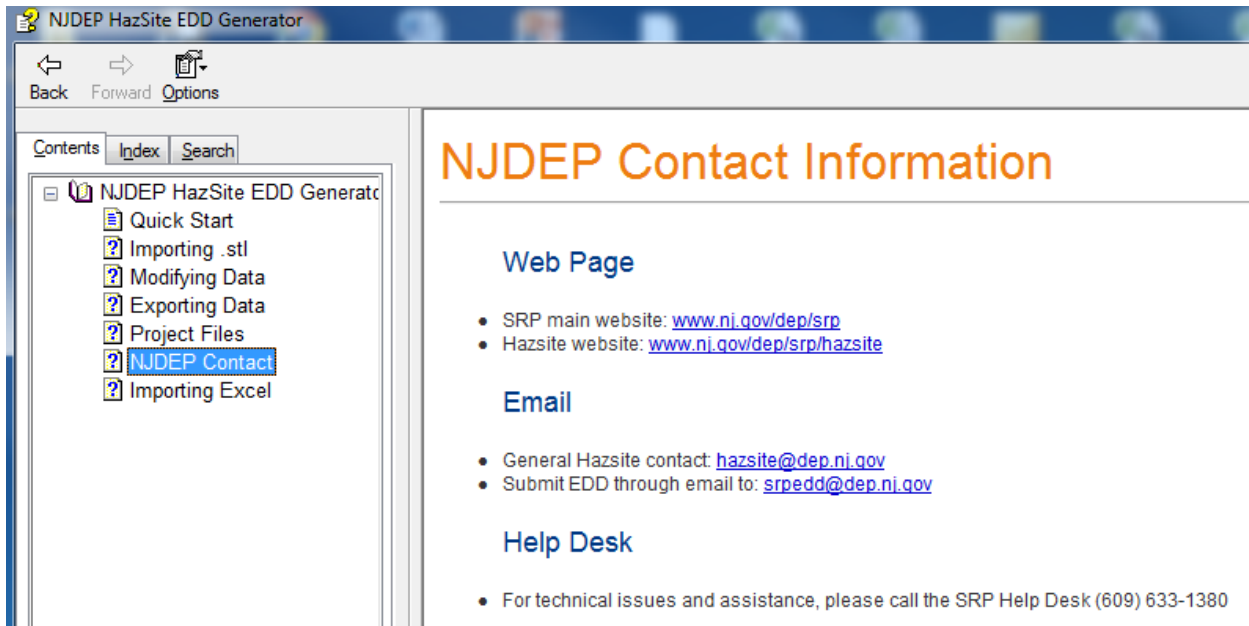 NJDEP HazSite EDD Generator
Back Forward Options
Contents Index Search
NJDEP HazSite EDD Generatc
Quick Start
Importing .stl
Modifying Data
Exporting Data
Project Files
NJDEP Contact
Importing Excel
NJDEP Contact Information
Web Page
SRP main website: www.nj.gov/dep/srp
Hazsite website: www.nj.gov/dep/srp/hazsite
Email
General Hazsite contact: hazsite@dep.nj.gov
Submit EDD through email to: srpedd@dep.nj.gov
Help Desk
For technical issues and assistance, please call the SRP Help Desk (609) 633-1380